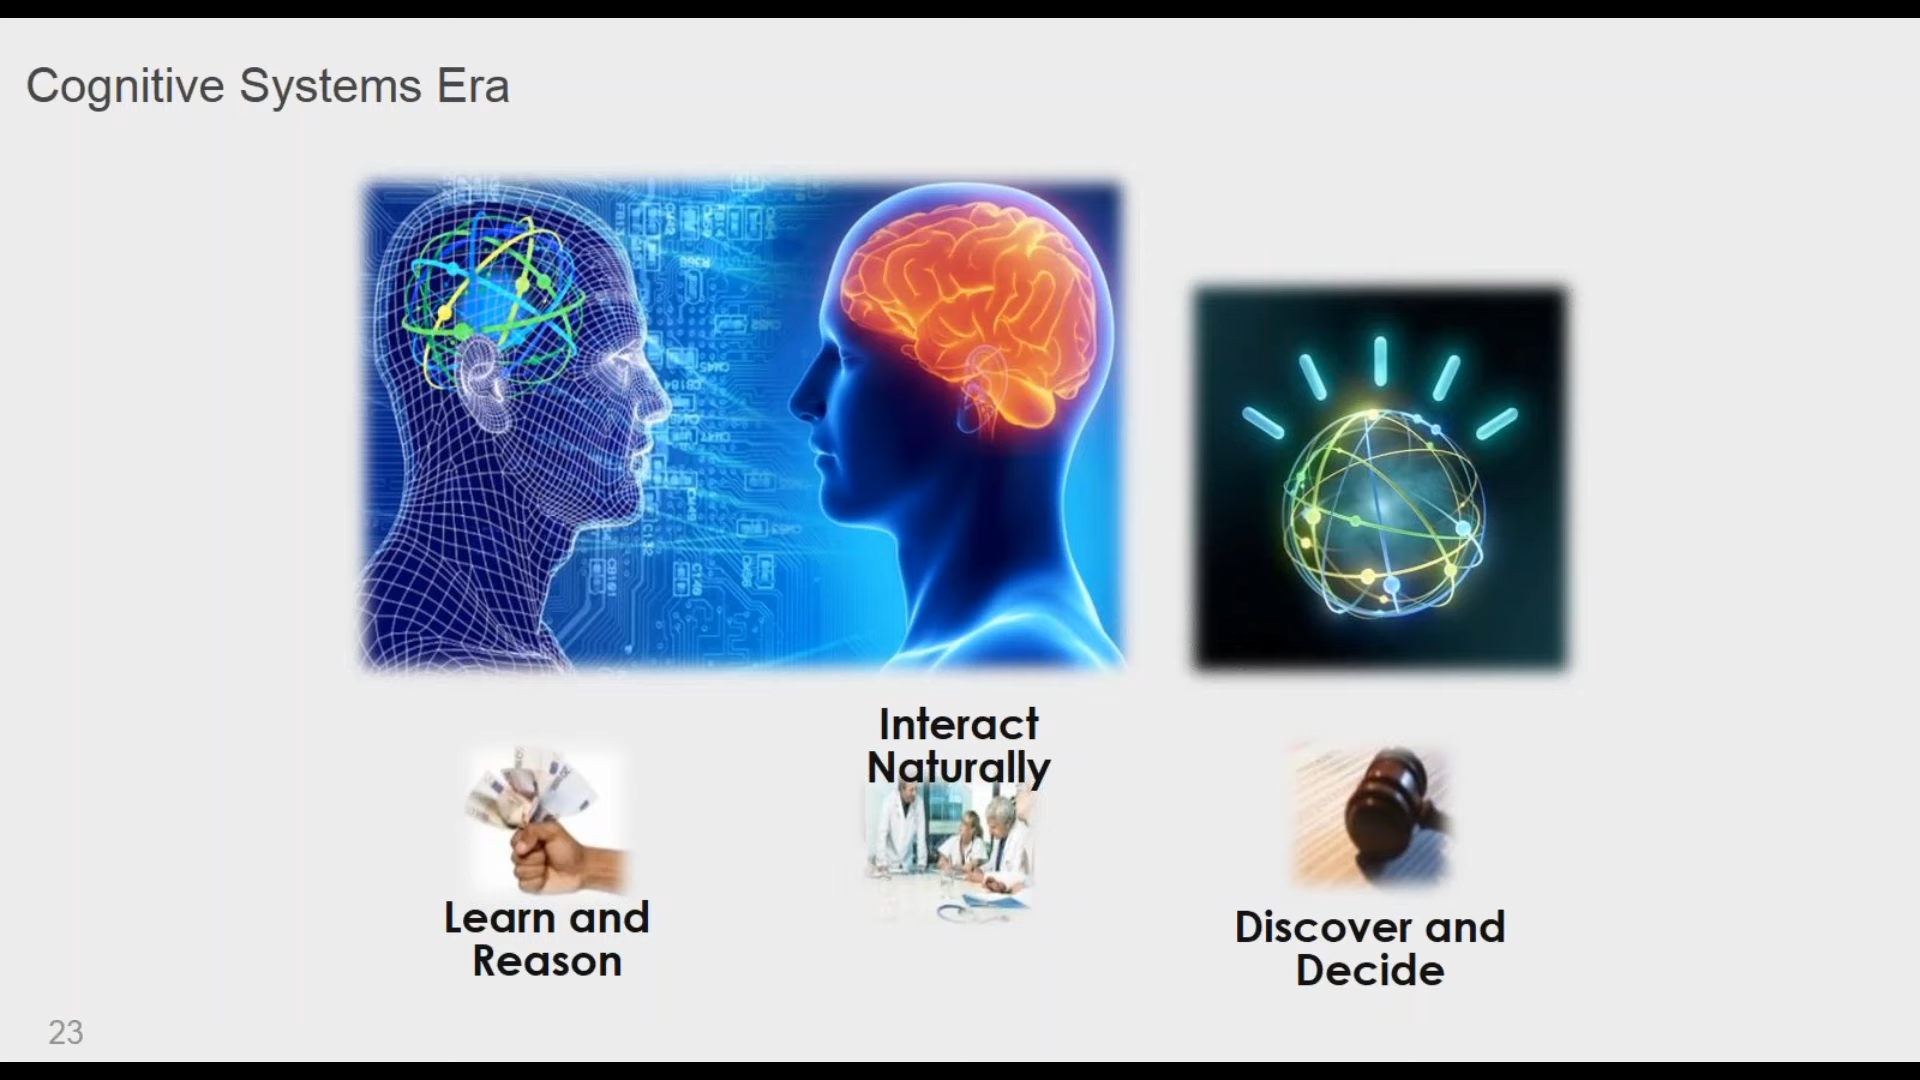 Cognitive Systems Era
Interact
Naturally
Learn and
Reason
Discover and
Decide
23